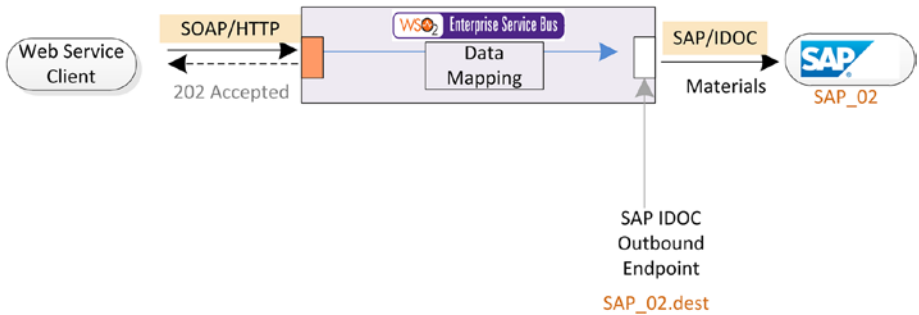 SOAP/HTTP
WSO2 Enterprise Service Bus
SAP/IDOC
Web Service
Client
Data
Mapping
SAP
202 Accepted
Materials
SAP_02
SAP IDOC
Outbound
Endpoint
SAP_02.dest